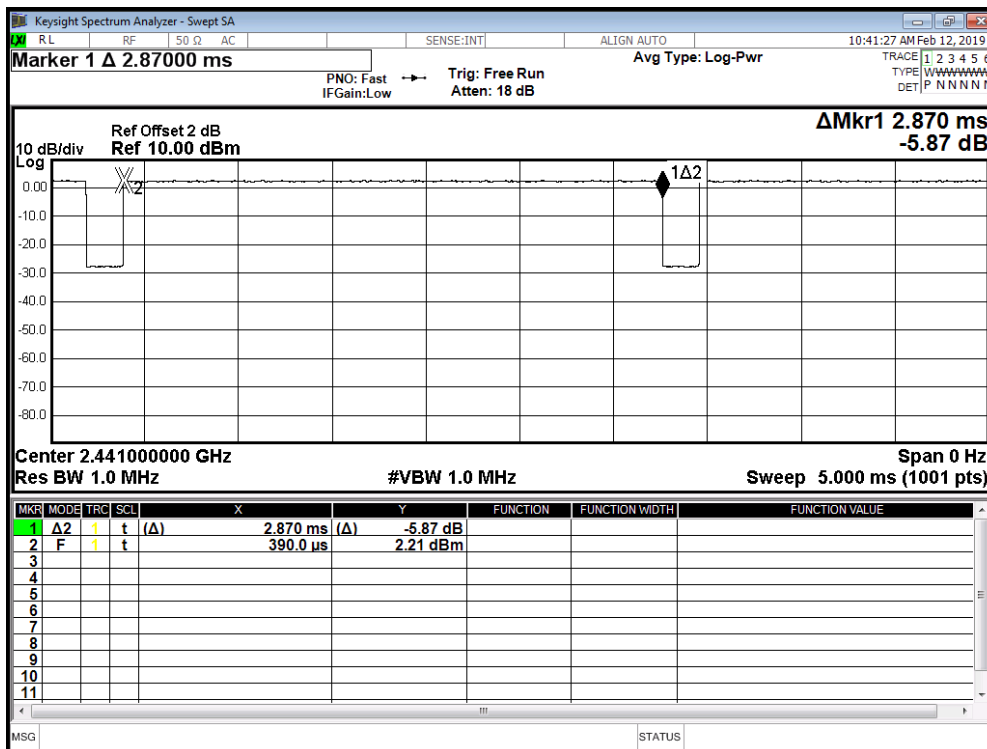 Keysight Spectrum Analyzer - Swept SA
LXI RL RF 50 Ω AC SENSE:INT ALIGN AUTO 10:41:27 AM Feb 12, 2019
Marker 1 Δ 2.87000 ms Avg Type: Log-Pwr TRACE 1 2 3 4 5 6
PNO: Fast Trig: Free Run TYPE WWWWWW
IFGain:Low Atten: 18 dB DET P N N N N N
ΔMkr1 2.870 ms
Ref Offset 2 dB
10 dB/div Ref 10.00 dBm -5.87 dB
Log
0.00
2
1Δ2
-10.0
-20.0
-30.0
-40.0
-50.0
-60.0
-70.0
-80.0
Center 2.441000000 GHz Span 0 Hz
Res BW 1.0 MHz #VBW 1.0 MHz Sweep 5.000 ms (1001 pts)
MKR MODE TRC SCL X Y FUNCTION FUNCTION WIDTH FUNCTION VALUE
1 Δ2 1 t (Δ) 2.870 ms (Δ) -5.87 dB
2 F 1 t 390.0 µs 2.21 dBm
3
4
5
6
7
8
9
10
11
MSG STATUS